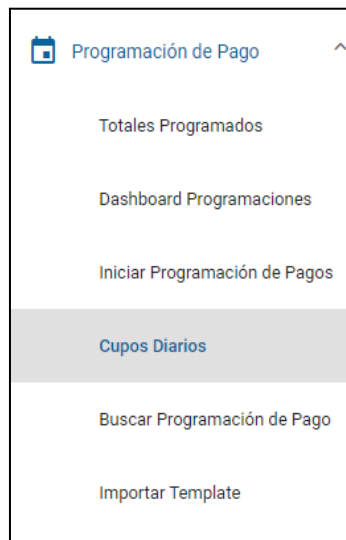 Programación de Pago
Totales Programados
Dashboard Programaciones
Iniciar Programación de Pagos
Cupos Diarios
Buscar Programación de Pago
Importar Template